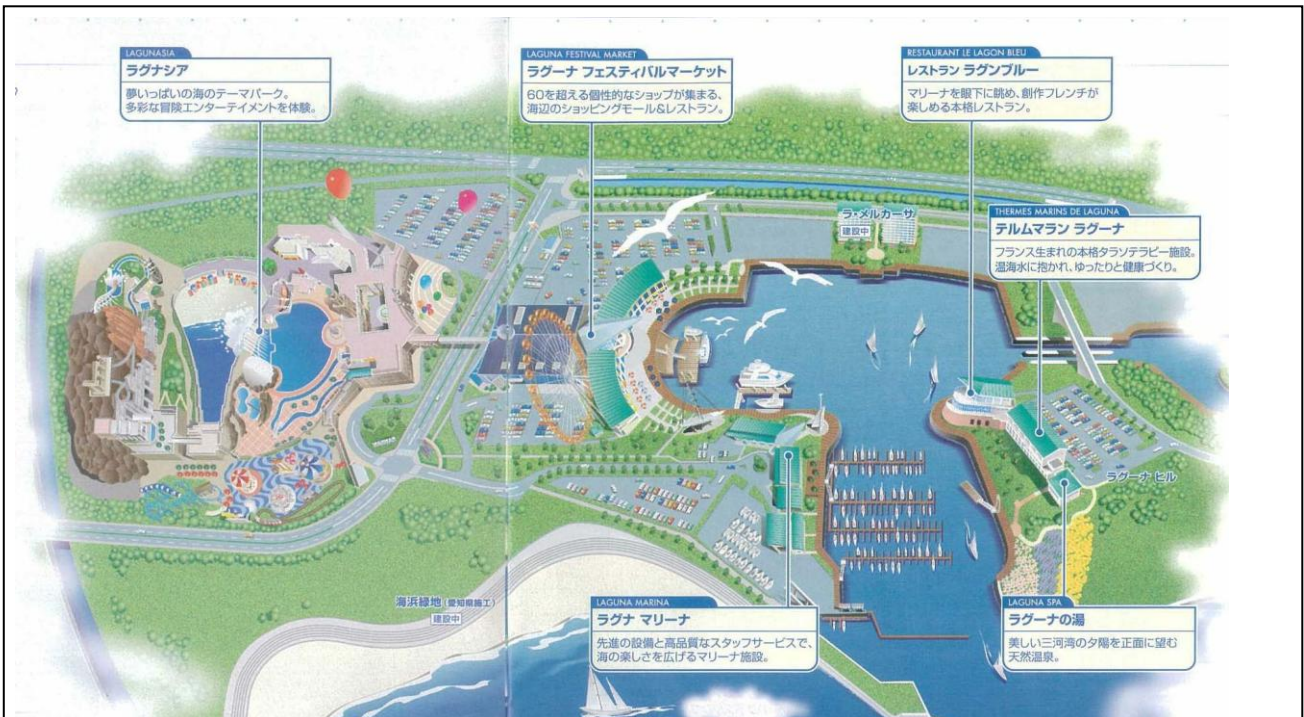 LAGUNASIA
ラグナシア
夢いっぱいの海のテーマパーク。
多彩な冒険エンターテイメントを体験。
LAGUNA FESTIVAL MARKET
ラグーナ フェスティバルマーケット
60を超える個性的なショップが集まる、
海辺のショッピングモール&レストラン。
RESTAURANT LE LAGON BLEU
レストラン ラグンブルー
マリーナを眼下に眺め、創作フレンチが
楽しめる本格レストラン。
ラ・メルカーサ
建設中
THERMES MARINS DE LAGUNA
テルムマラン ラグーナ
フランス生まれの本格タラソテラピー施設。
温海水に抱かれ、ゆったりと健康づくり。
ラグーナ ヒル
海浜緑地(愛知県施工)
建設中
LAGUNA MARINA
ラグナ マリーナ
先進の設備と高品質なスタッフサービスで、
海の楽しさを広げるマリーナ施設。
LAGUNA SPA
ラグーナの湯
美しい三河湾の夕陽を正面に望む
天然温泉。